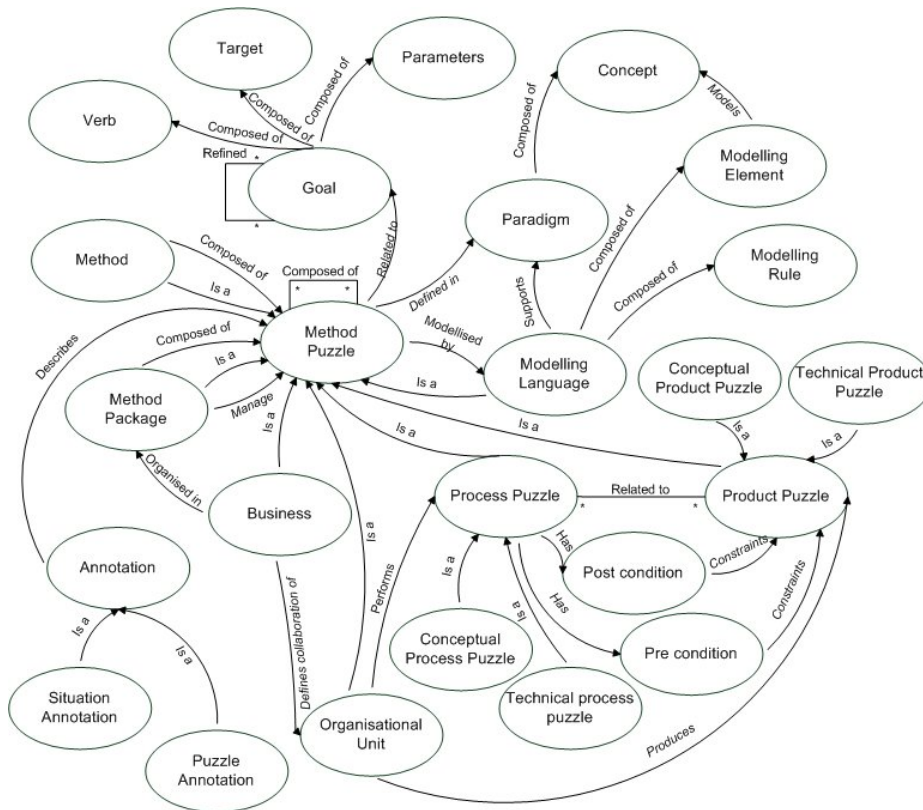 Target
Parameters
Concept
Composed of
Composed of
Composed of
Models
Verb
Composed of
Refined
*
*
Goal
Modelling
Element
Paradigm
Composed of
Method
Composed of
Is a
Composed of
*
*
Related to
Defined in
Supports
Composed of
Modelling
Rule
Describes
Composed of
Is a
Manage
Method
Puzzle
Modellised
by
Modelling
Language
Is a
Conceptual
Product Puzzle
Technical Product
Puzzle
Method
Package
Is a
Is a
Is a
Is a
Is a
Organised in
Business
Process Puzzle
Related to
*
*
Product Puzzle
Is a
Annotation
Performs
Is a
Has
Post condition
Constraints
Has
Constraints
Is a
Is a
Is a
Defines collaboration of
Conceptual
Process Puzzle
Pre condition
Situation
Annotation
Technical process
puzzle
Organisational
Unit
Produces
Puzzle
Annotation